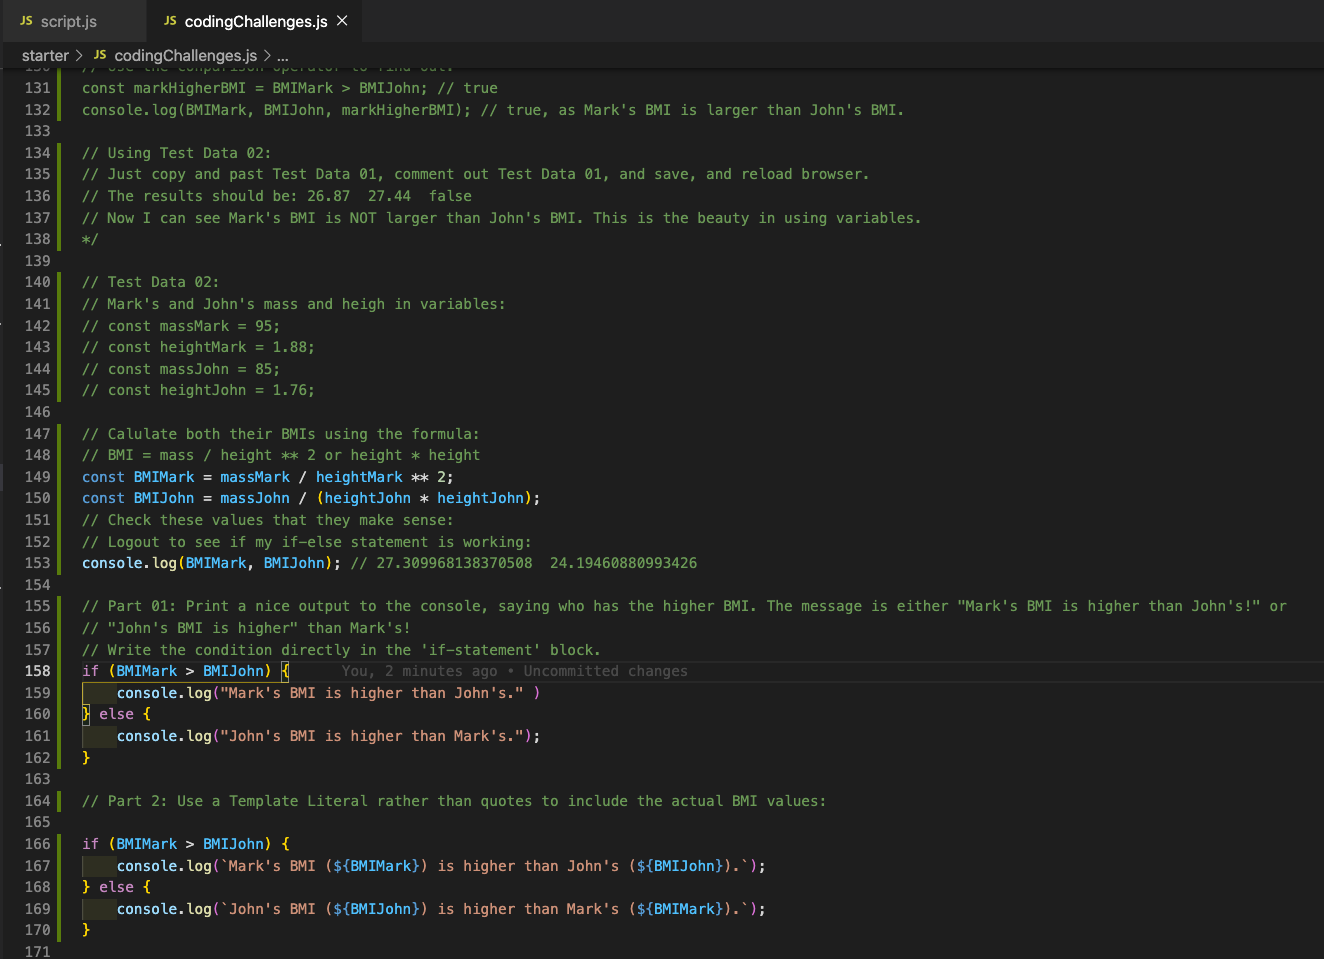 JS script.js JS codingChallenges.js ×
starter > JS codingChallenges.js > ...
130 // Use the comparison operator to find out:
131 const markHigherBMI = BMIMark > BMIJohn; // true
132 console.log(BMIMark, BMIJohn, markHigherBMI); // true, as Mark's BMI is larger than John's BMI.
133
134 // Using Test Data 02:
135 // Just copy and past Test Data 01, comment out Test Data 01, and save, and reload browser.
136 // The results should be: 26.87  27.44  false
137 // Now I can see Mark's BMI is NOT larger than John's BMI. This is the beauty in using variables.
138 */
139
140 // Test Data 02:
141 // Mark's and John's mass and heigh in variables:
142 // const massMark = 95;
143 // const heightMark = 1.88;
144 // const massJohn = 85;
145 // const heightJohn = 1.76;
146
147 // Calulate both their BMIs using the formula:
148 // BMI = mass / height ** 2 or height * height
149 const BMIMark = massMark / heightMark ** 2;
150 const BMIJohn = massJohn / (heightJohn * heightJohn);
151 // Check these values that they make sense:
152 // Logout to see if my if-else statement is working:
153 console.log(BMIMark, BMIJohn); // 27.309968138370508  24.19460880993426
154
155 // Part 01: Print a nice output to the console, saying who has the higher BMI. The message is either "Mark's BMI is higher than John's!" or
156 // "John's BMI is higher" than Mark's!
157 // Write the condition directly in the 'if-statement' block.
158 if (BMIMark > BMIJohn) { You, 2 minutes ago • Uncommitted changes
159 console.log("Mark's BMI is higher than John's." )
160 } else {
161 console.log("John's BMI is higher than Mark's.");
162 }
163
164 // Part 2: Use a Template Literal rather than quotes to include the actual BMI values:
165
166 if (BMIMark > BMIJohn) {
167 console.log(`Mark's BMI (${BMIMark}) is higher than John's (${BMIJohn}).`);
168 } else {
169 console.log(`John's BMI (${BMIJohn}) is higher than Mark's (${BMIMark}).`);
170 }
171